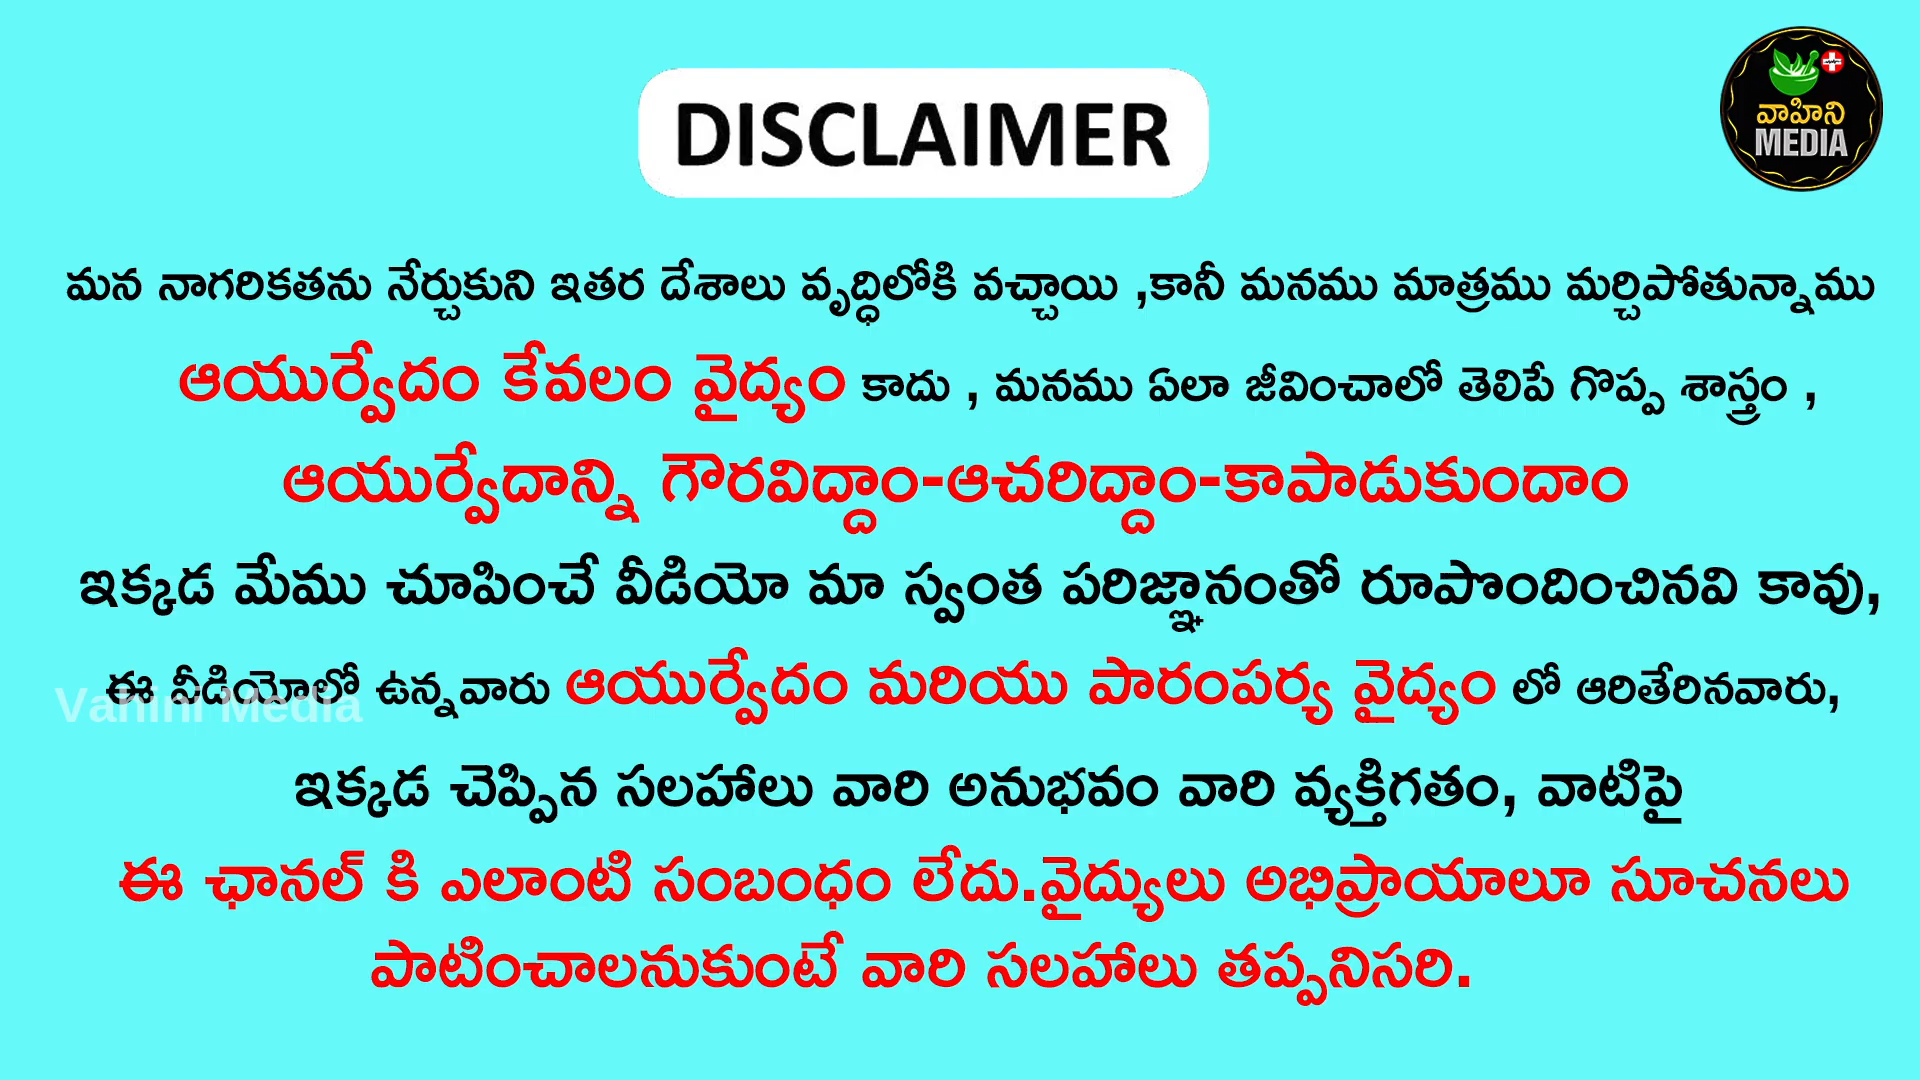 DISCLAIMER
వాహిని
MEDIA
మన నాగరికతను నేర్చుకుని ఇతర దేశాలు వృద్ధిలోకి వచ్చాయి ,కానీ మనము మాత్రము మర్చిపోతున్నాము
ఆయుర్వేదం కేవలం వైద్యం కాదు , మనము ఏలా జీవించాలో తెలిపే గొప్ప శాస్త్రం ,
ఆయుర్వేదాన్ని గౌరవిద్దాం-ఆచరిద్దాం-కాపాడుకుందాం
ఇక్కడ మేము చూపించే వీడియో మా స్వంత పరిజ్ఞానంతో రూపొందించినవి కావు,
ఈ వీడియోలో ఉన్నవారు ఆయుర్వేదం మరియు పారంపర్య వైద్యం లో ఆరితేరినవారు,
Vahini Media
ఇక్కడ చెప్పిన సలహాలు వారి అనుభవం వారి వ్యక్తిగతం, వాటిపై
ఈ ఛానల్ కి ఎలాంటి సంబంధం లేదు.వైద్యులు అభిప్రాయాలూ సూచనలు
పాటించాలనుకుంటే వారి సలహాలు తప్పనిసరి.